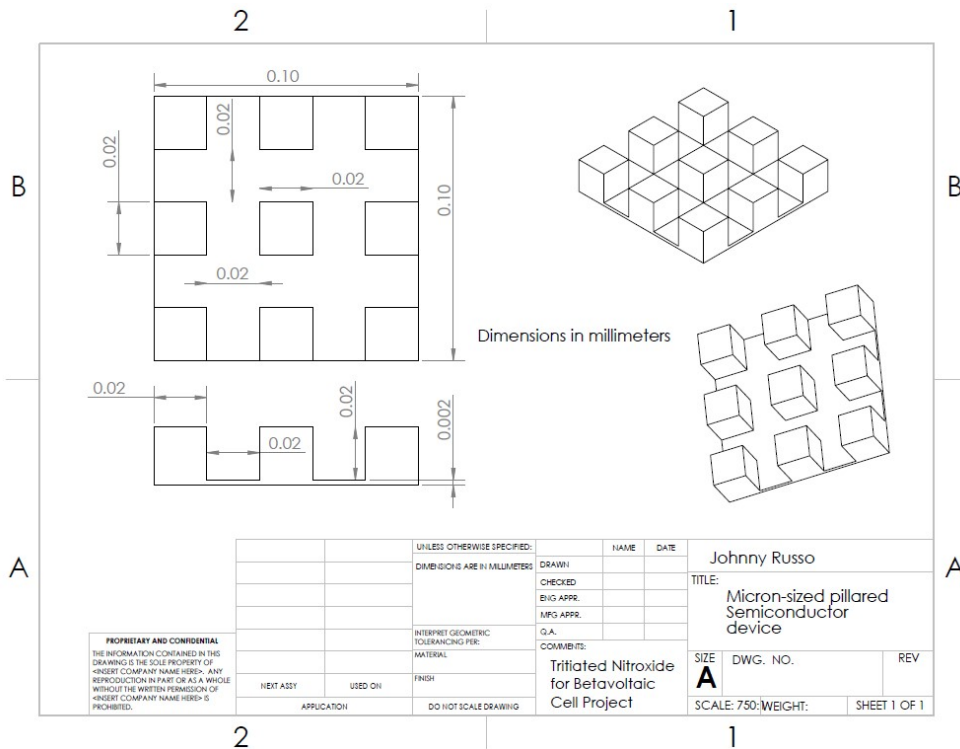 2
1
0.10
0.02
0.02
0.02
0.10
0.02
B
B
Dimensions in millimeters
0.02
0.02
0.02
0.002
A
A
UNLESS OTHERWISE SPECIFIED:
DIMENSIONS ARE IN MILLIMETERS
INTERPRET GEOMETRIC
TOLERANCING PER:
MATERIAL
FINISH
DO NOT SCALE DRAWING
NEXT ASSY
USED ON
APPLICATION
PROPRIETARY AND CONFIDENTIAL
THE INFORMATION CONTAINED IN THIS
DRAWING IS THE SOLE PROPERTY OF
<INSERT COMPANY NAME HERE>. ANY
REPRODUCTION IN PART OR AS A WHOLE
WITHOUT THE WRITTEN PERMISSION OF
<INSERT COMPANY NAME HERE> IS
PROHIBITED.
NAME
DATE
DRAWN
CHECKED
ENG APPR.
MFG APPR.
Q.A.
COMMENTS:
Tritiated Nitroxide
for Betavoltaic
Cell Project
Johnny Russo
TITLE:
Micron-sized pillared
Semiconductor
device
SIZE
A
DWG. NO.
REV
SCALE: 750:
WEIGHT:
SHEET 1 OF 1
2
1